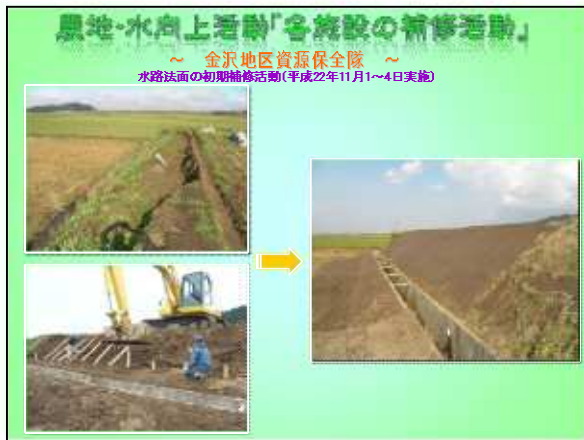 農地・水向上活動「各施設の補修活動」
～ 金沢地区資源保全隊 ～
水路法面の初期補修活動(平成22年11月1～4日実施)